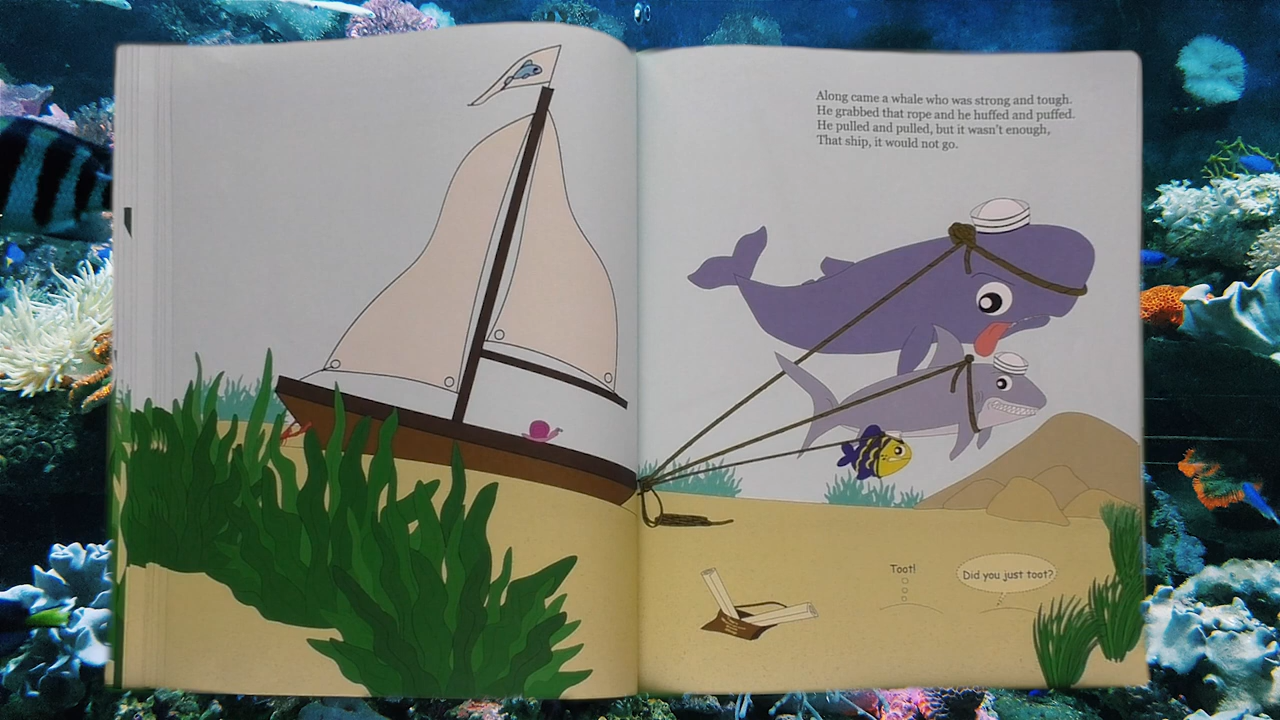 Along came a whale who was strong and tough.
He grabbed that rope and he huffed and puffed.
He pulled and pulled, but it wasn't enough,
That ship, it would not go.
Toot!
Did you just toot?